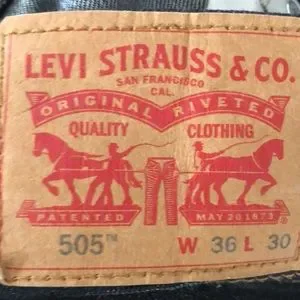 LEVI STRAUSS & CO.
SAN FRANCISCO
CAL.
ORIGINAL RIVETED
QUALITY CLOTHING
PATENTED MAY 20 1873
505™ W 36 L 30